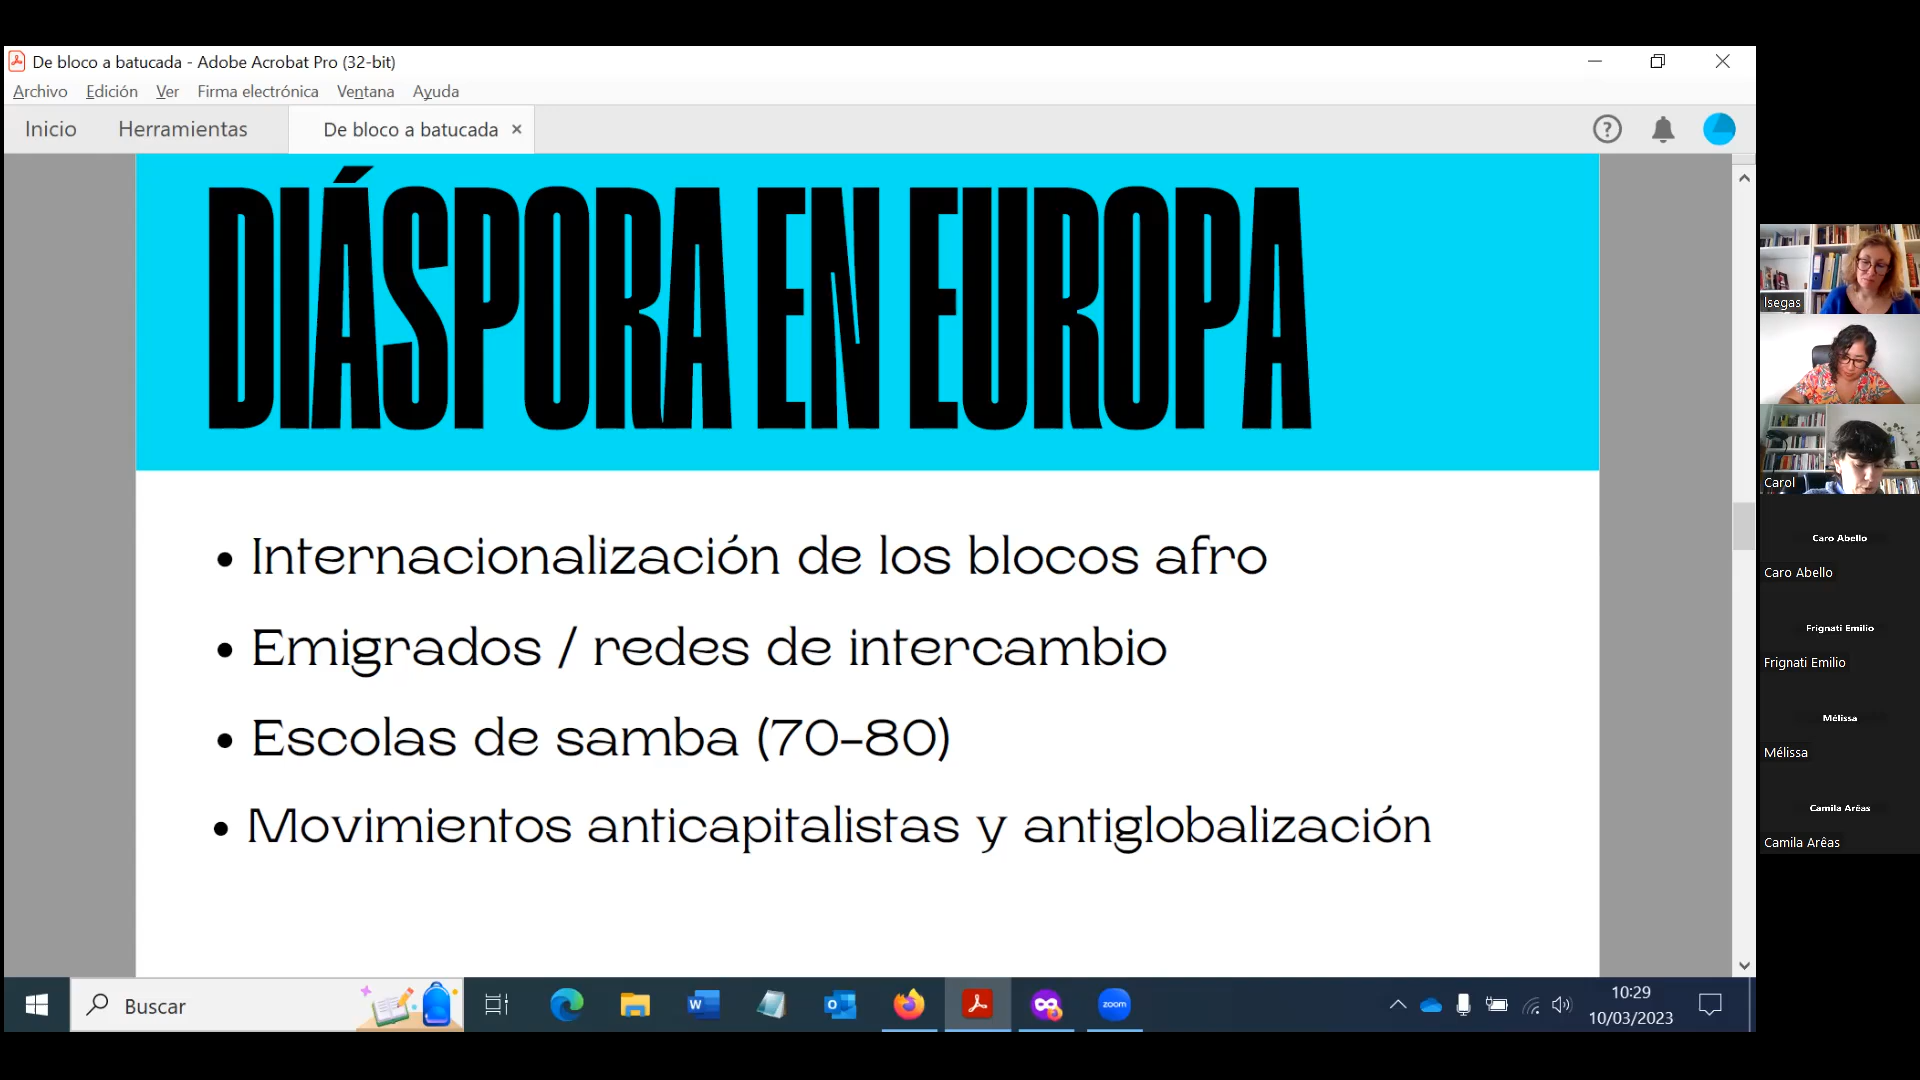 De bloco a batucada - Adobe Acrobat Pro (32-bit)
Archivo Edición Ver Firma electrónica Ventana Ayuda
Inicio Herramientas De bloco a batucada
DIÁSPORA EN EUROPA
• Internacionalización de los blocos afro
• Emigrados / redes de intercambio
• Escolas de samba (70-80)
• Movimientos anticapitalistas y antiglobalización
lsegas
Carol
Caro Abello
Caro Abello
Frignati Emilio
Frignati Emilio
Mélissa
Mélissa
Camila Arêas
Camila Arêas
Buscar
zoom
10:29
10/03/2023